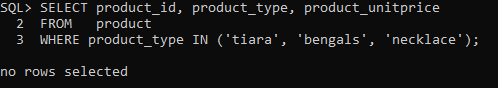 SQL> SELECT product_id, product_type, product_unitprice
  2  FROM   product
  3  WHERE product_type IN ('tiara', 'bengals', 'necklace');
no rows selected